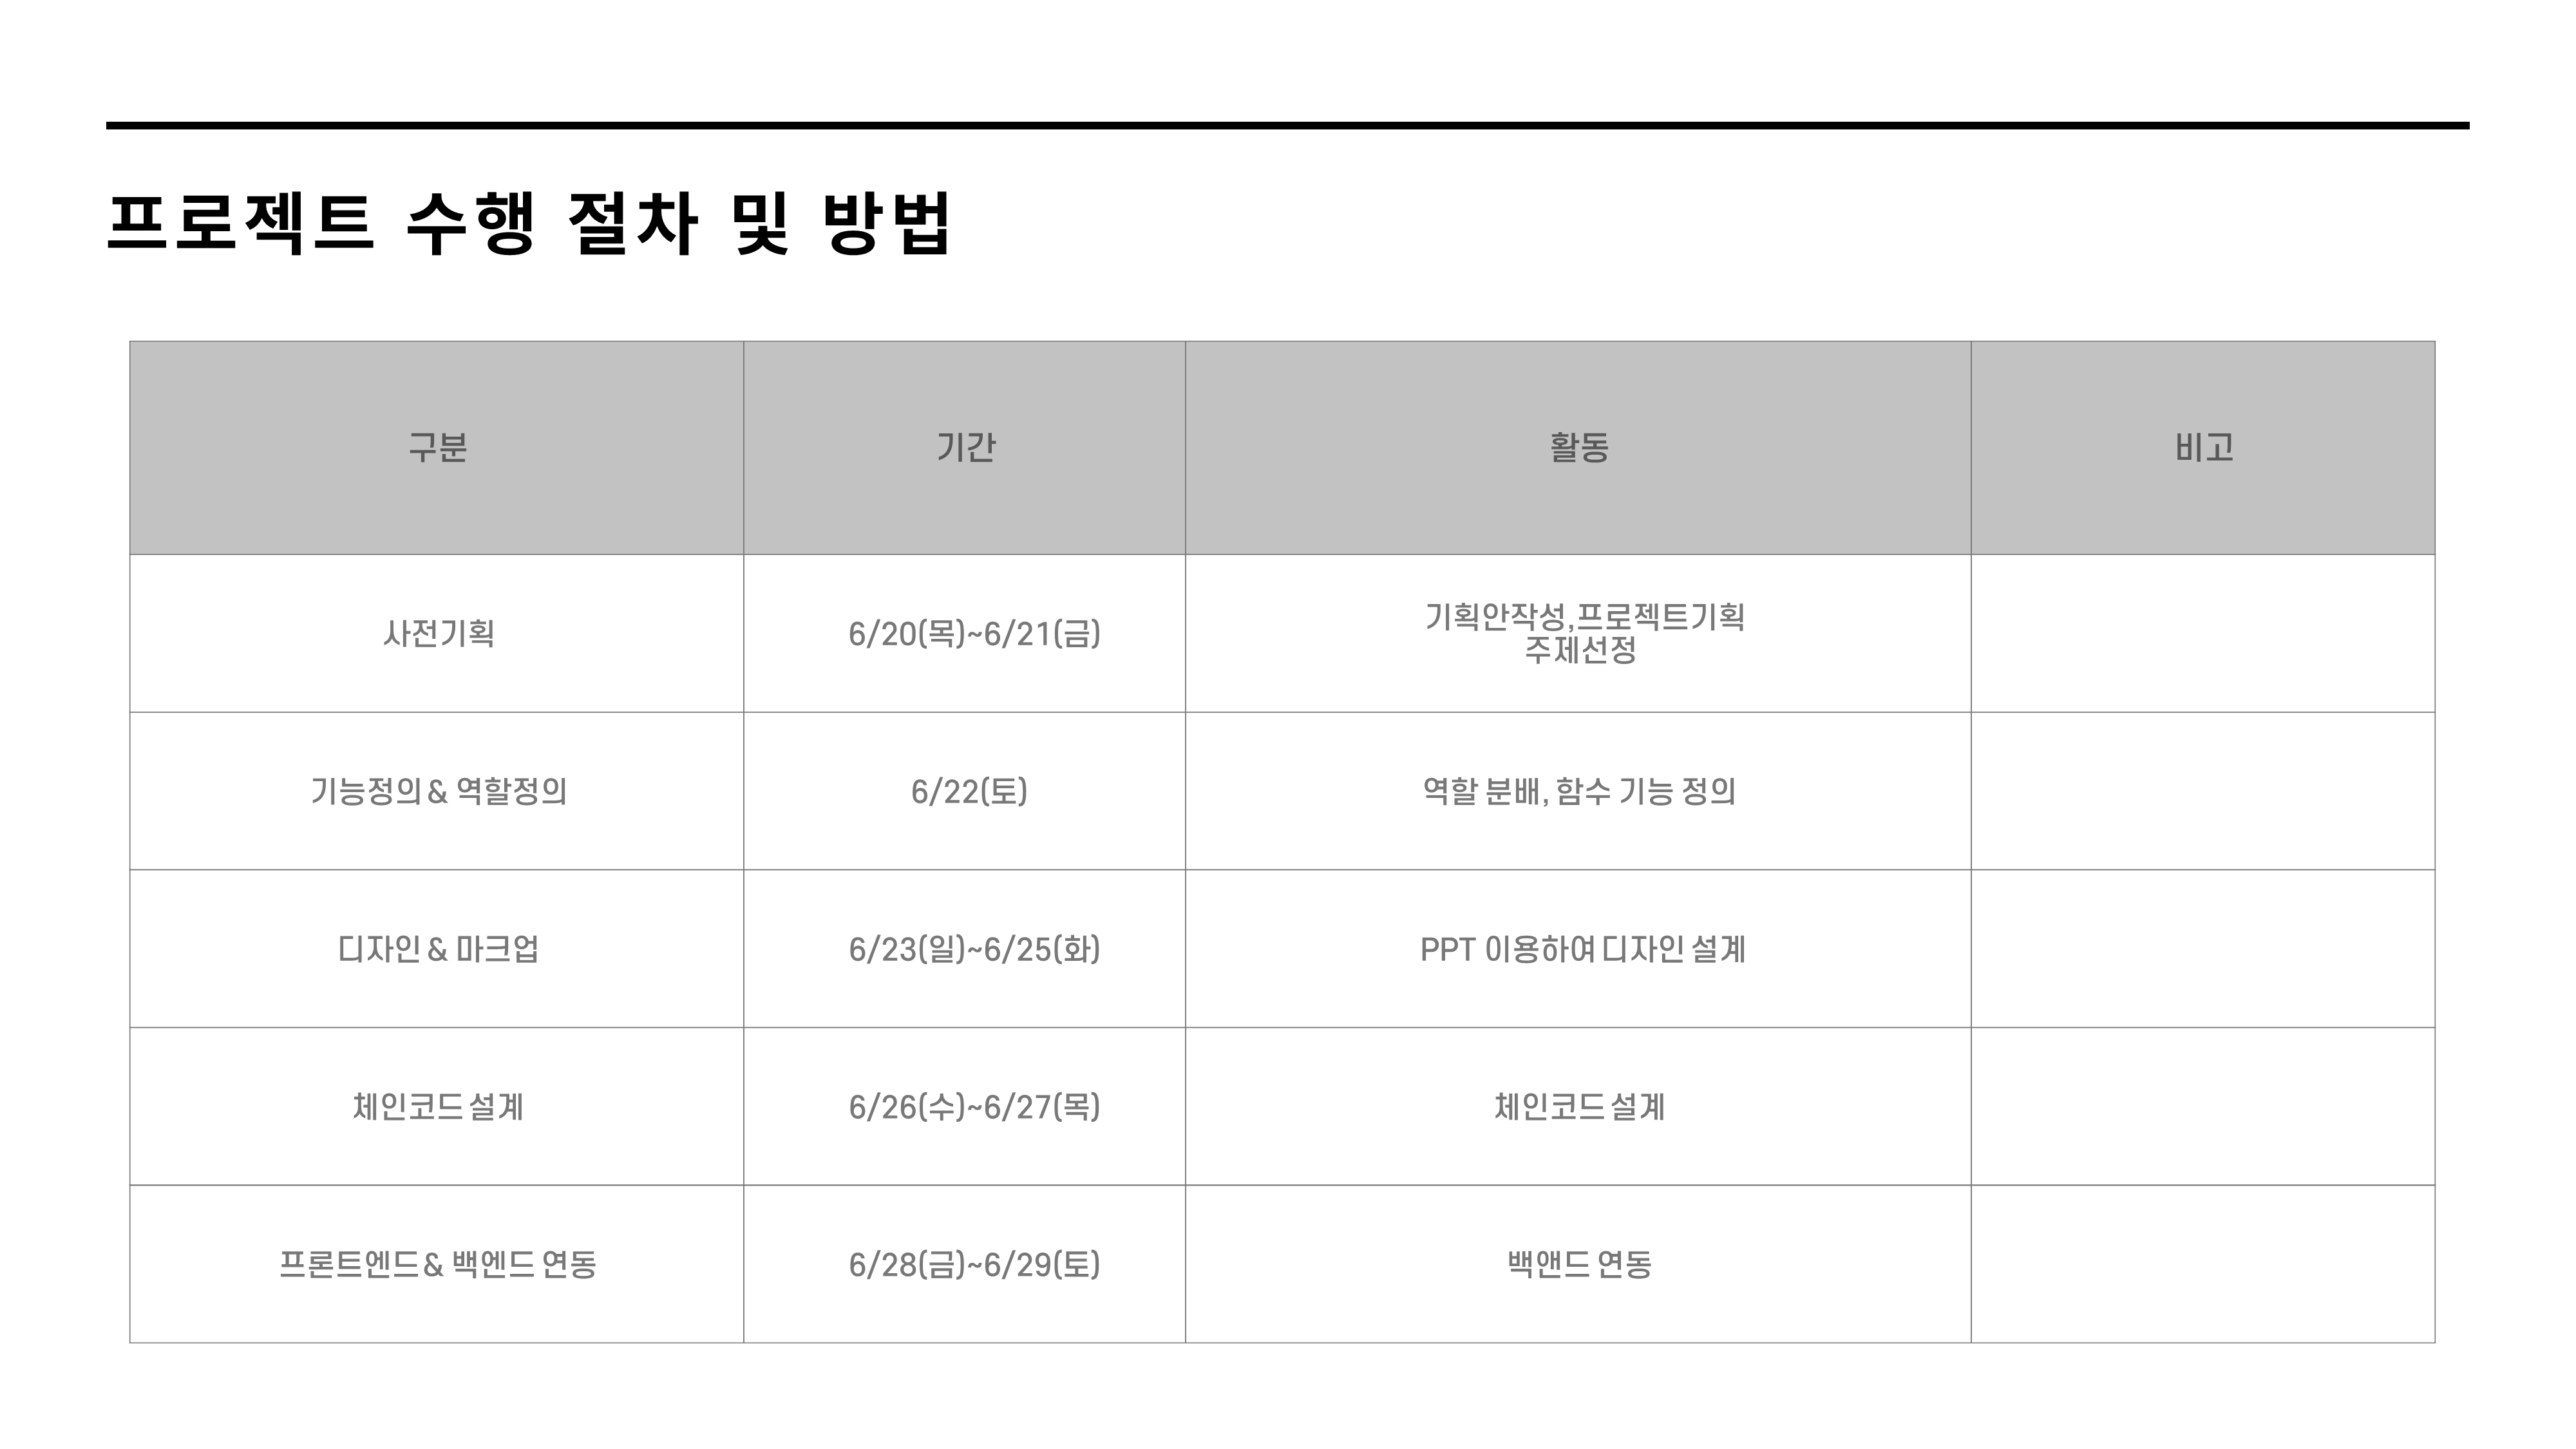 프로젝트 수행 절차 및 방법
구분 기간 활동 비고
사전기획 6/20(목)~6/21(금) 기획안작성,프로젝트기획
주제선정
기능정의& 역할정의 6/22(토) 역할 분배, 함수 기능 정의
디자인 & 마크업 6/23(일)~6/25(화) PPT 이용하여 디자인 설계
체인코드 설계 6/26(수)~6/27(목) 체인코드 설계
프론트엔드& 백엔드 연동 6/28(금)~6/29(토) 백앤드 연동